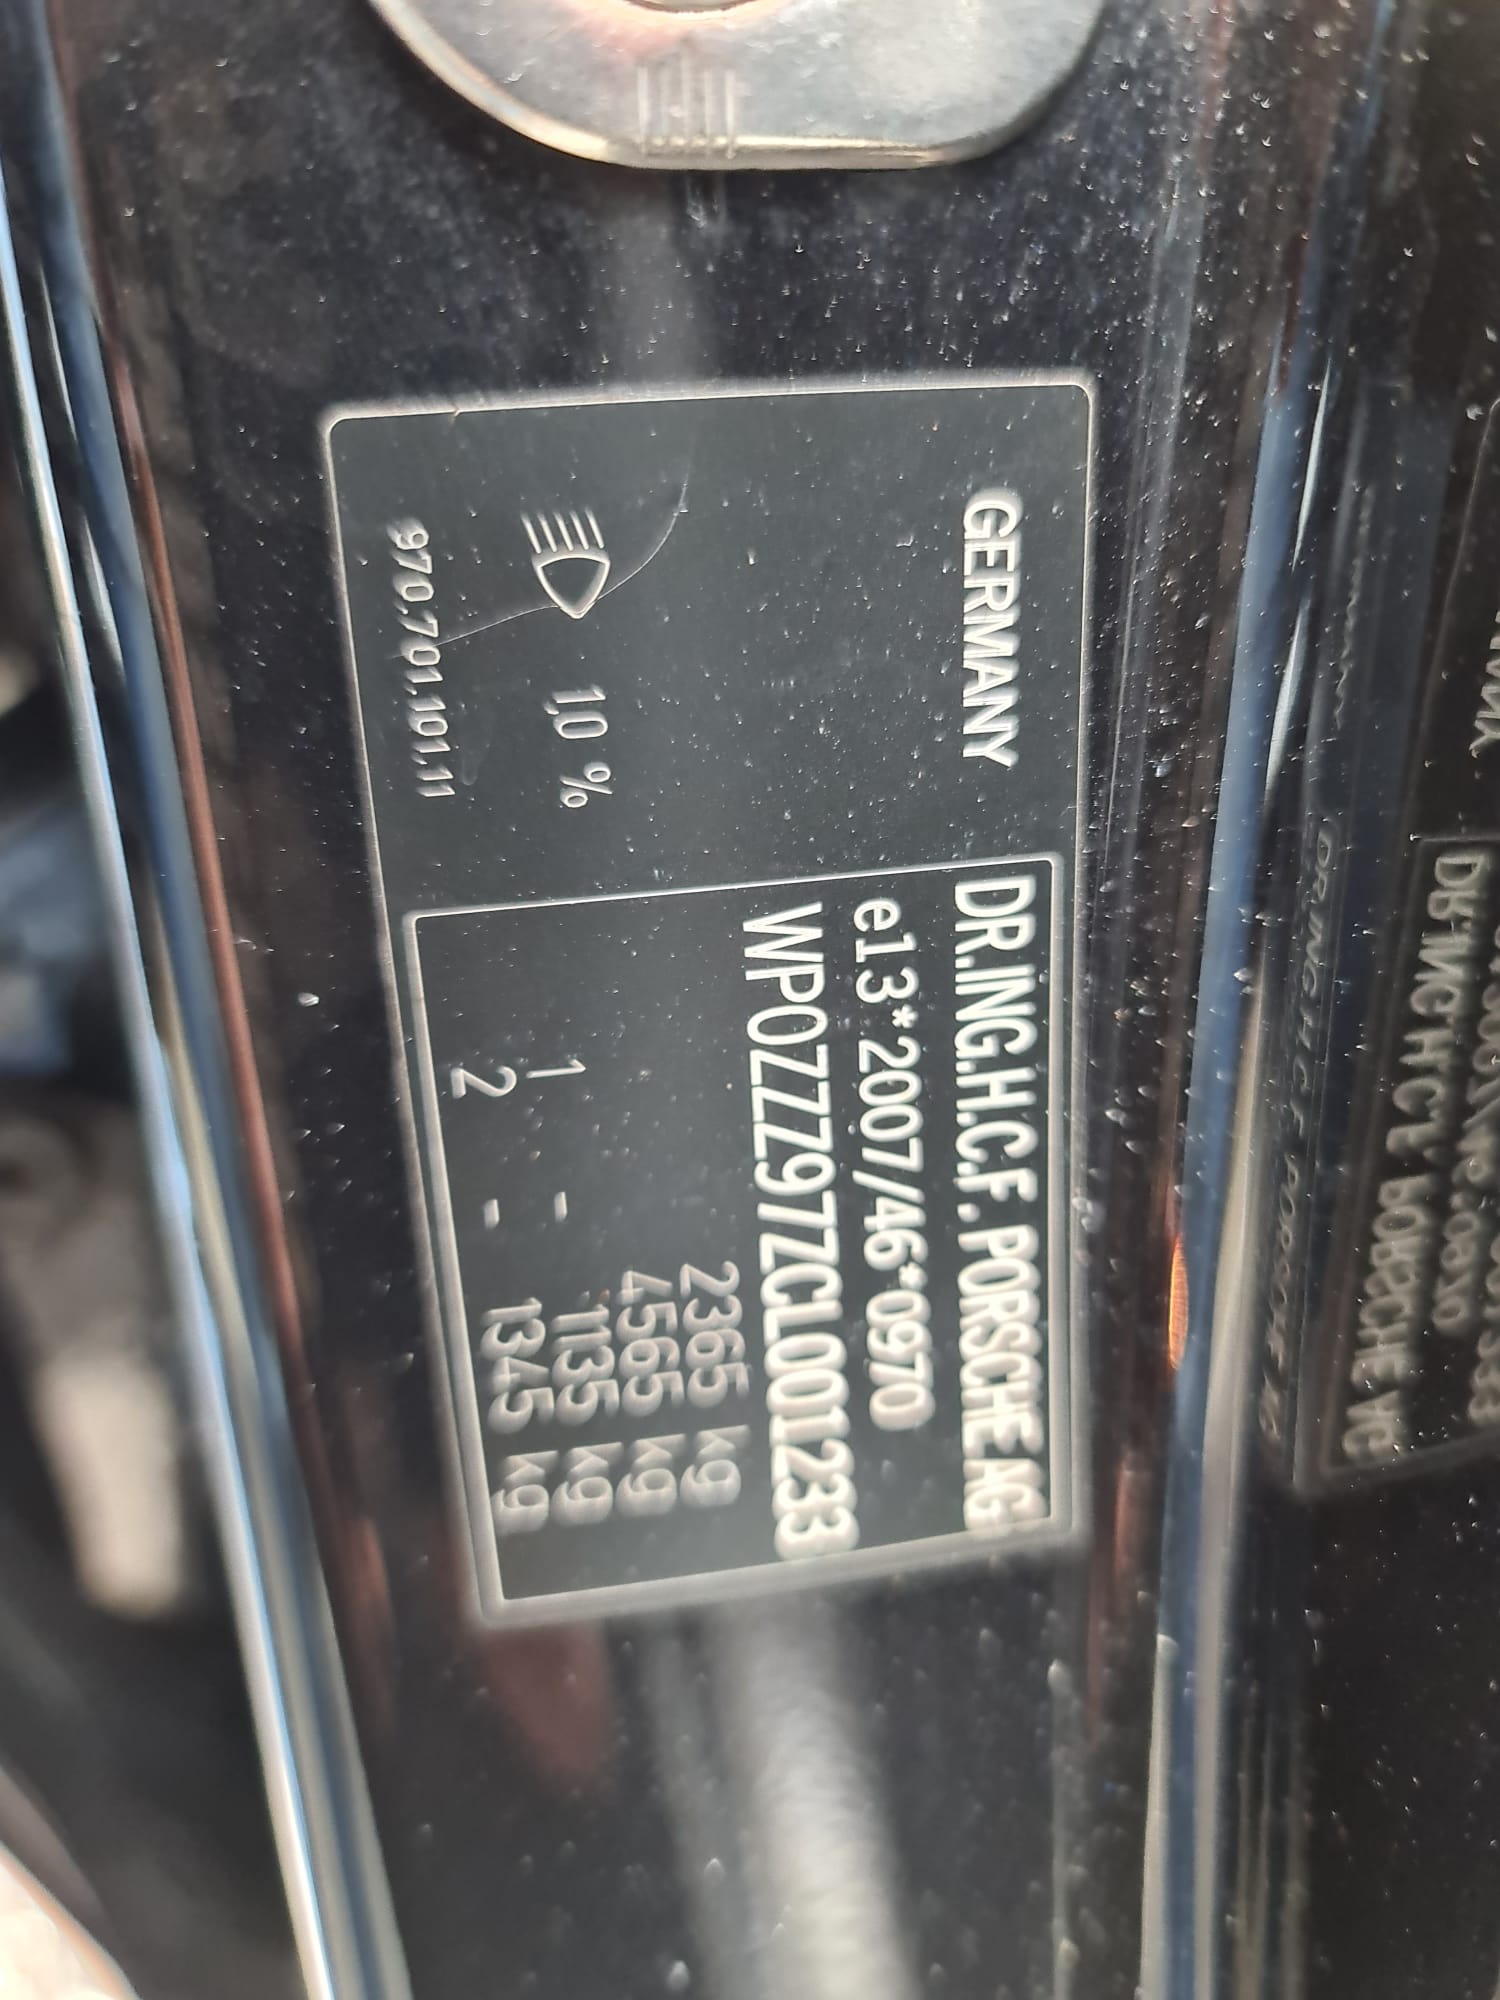 DR.ING.H.C.F.PORSCHE AG
e13*2007/46*0970
WP0ZZZ97ZCL001233
2365 kg
4565 kg
1 - 1135 kg
2 - 1345 kg
GERMANY
1,0 %
970.701.101.11